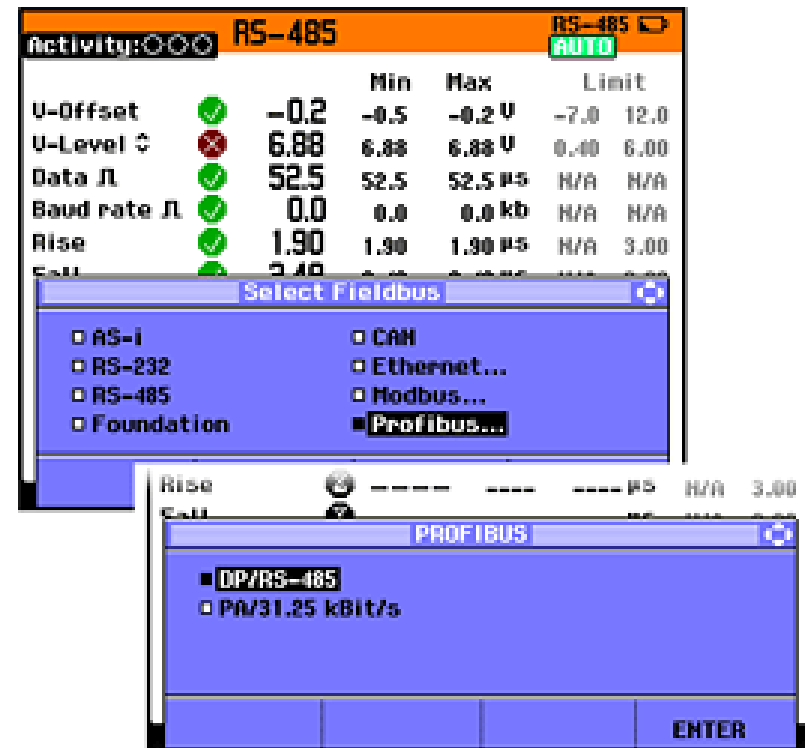 Activity: RS-485 RS-485
AUTO
Min Max Limit
V-Offset -0.2 -0.5 -0.2 V -7.0 12.0
V-Level 6.88 6.88 6.88 V 0.40 6.00
Data 52.5 52.5 52.5 µS N/A N/A
Baud rate 0.0 0.0 0.0 kb N/A N/A
Rise 1.90 1.90 1.90 µS N/A 3.00
Select Fieldbus
AS-i
RS-232
RS-485
Foundation
CAN
Ethernet...
Modbus...
Profibus...
Rise ---- ---- ---- µS N/A 3.00
PROFIBUS
DP/RS-485
PA/31.25 kBit/s
ENTER